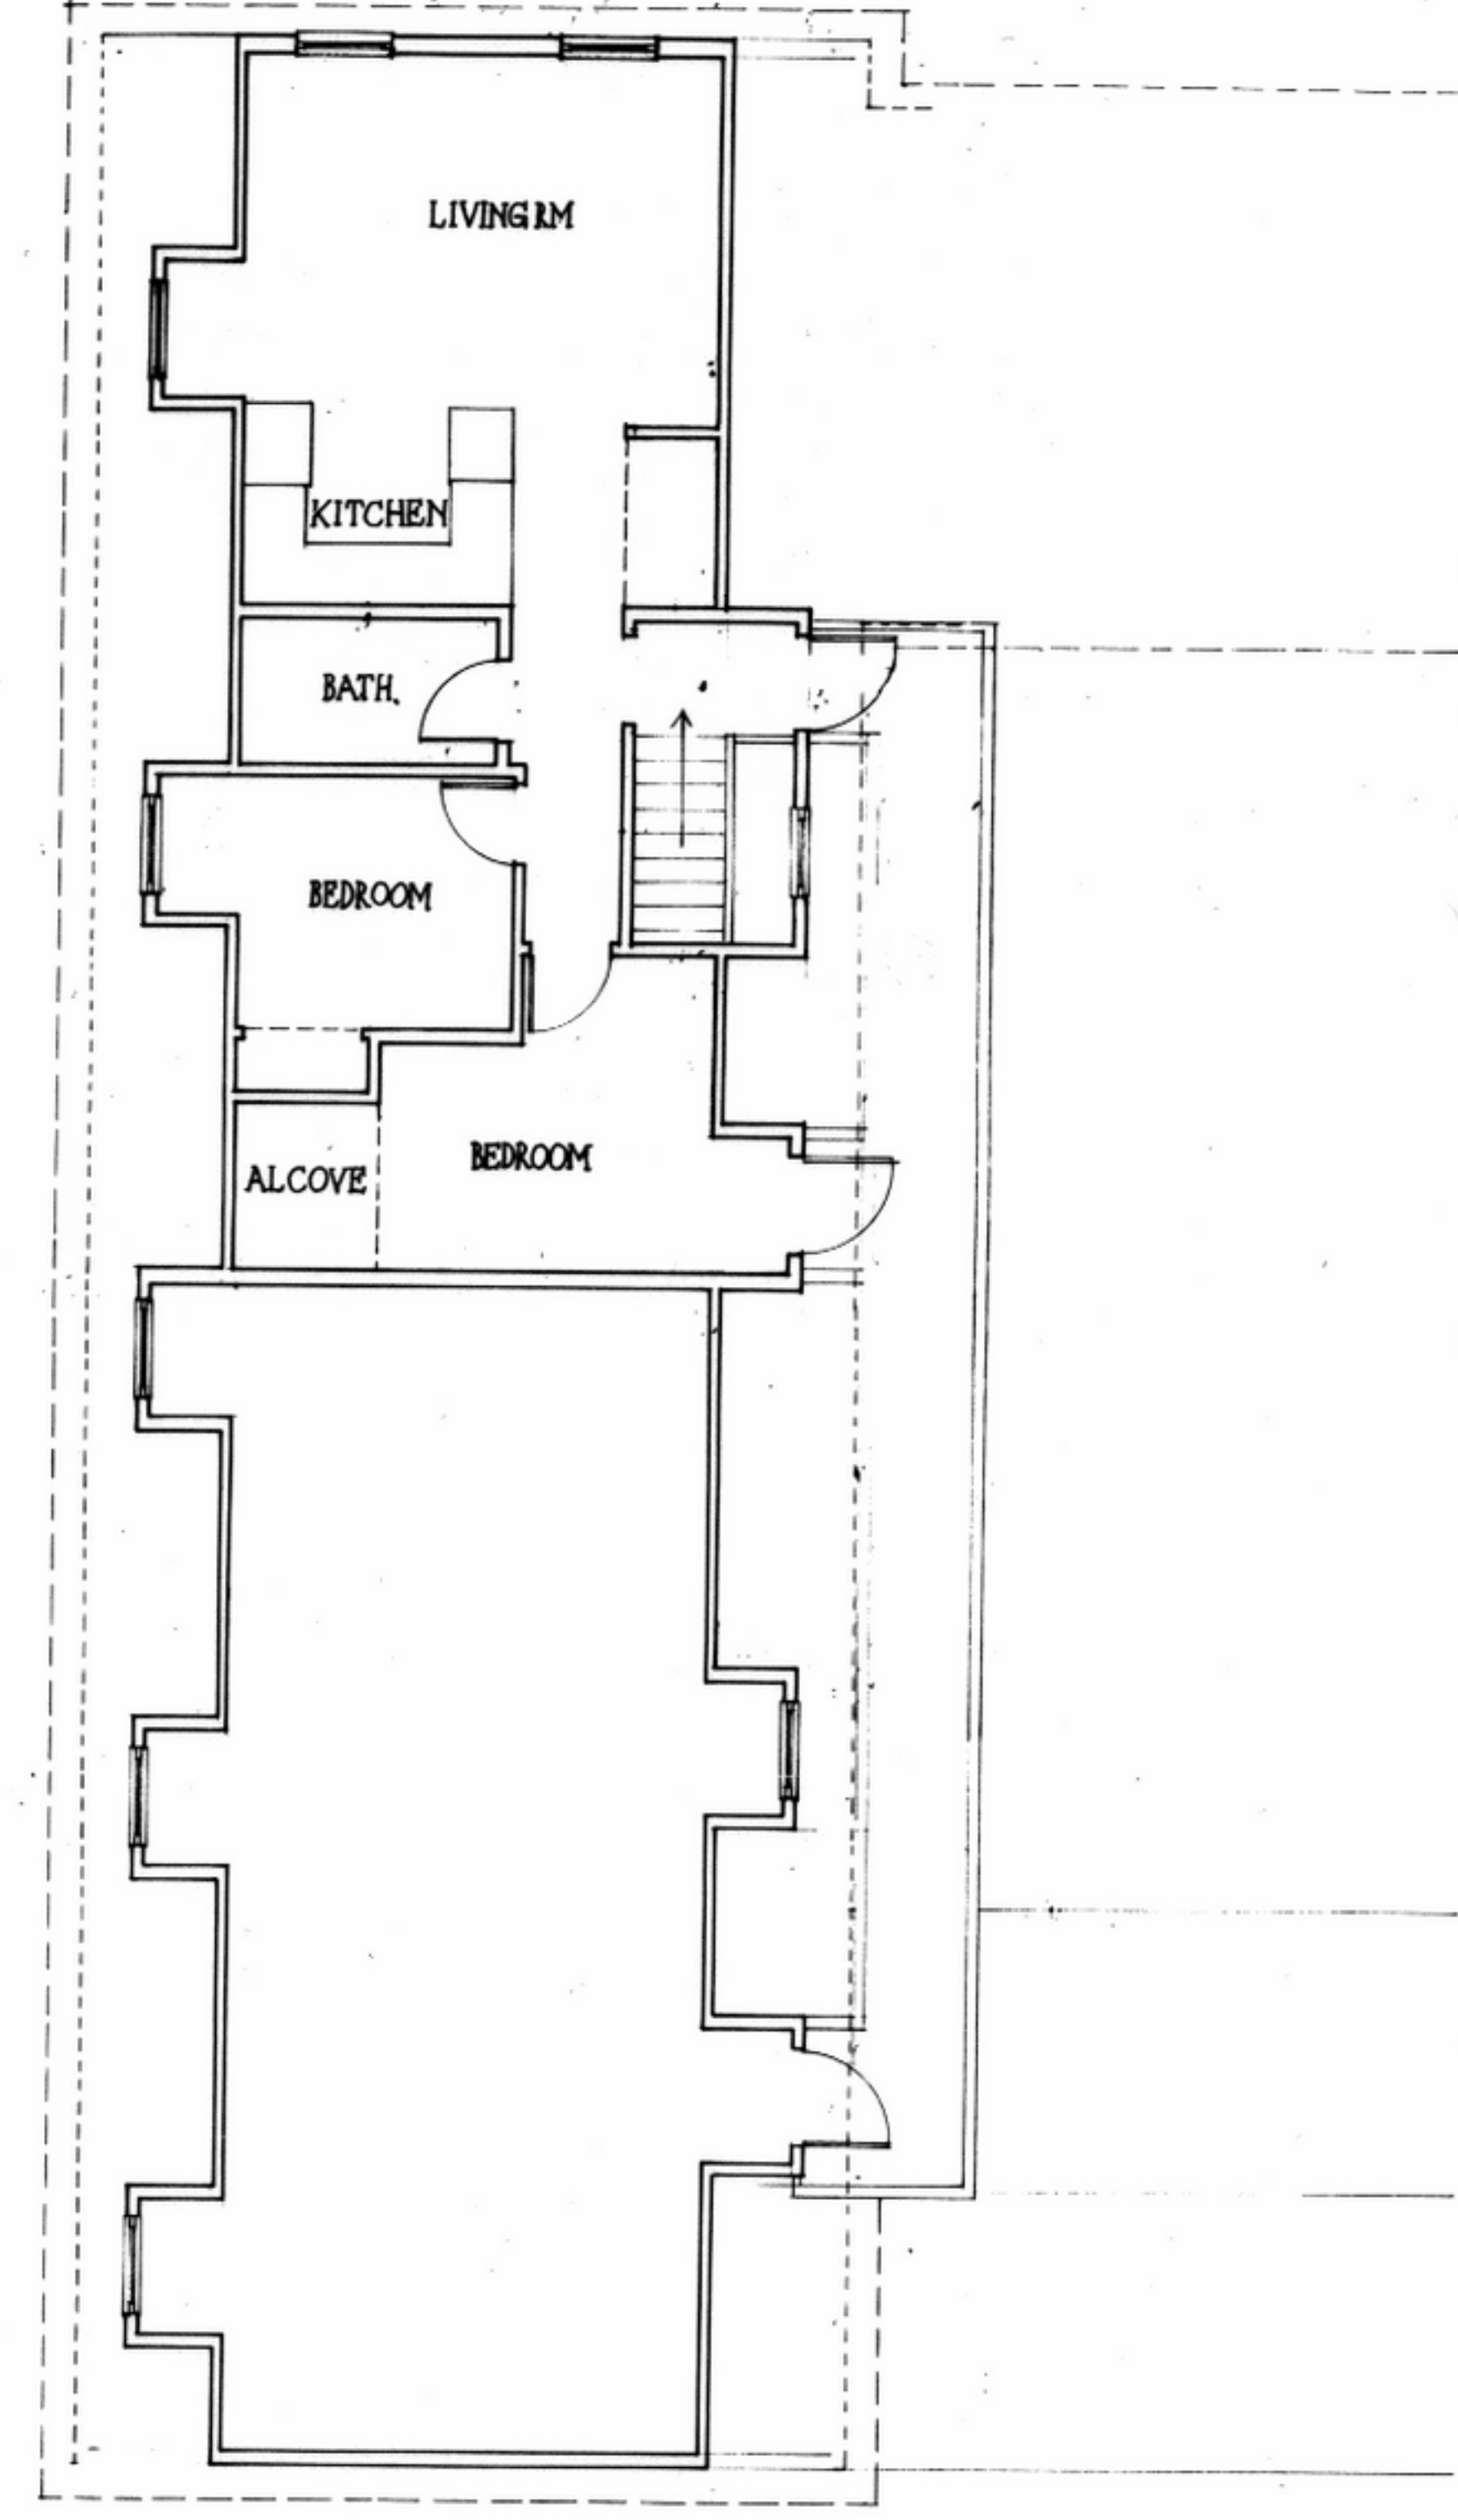 LIVING RM
KITCHEN
BATH.
BEDROOM
BEDROOM
ALCOVE